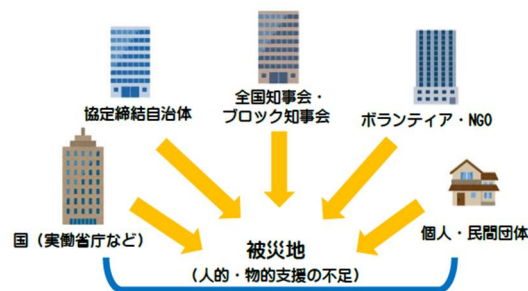 協定締結自治体
全国知事会・
ブロック知事会
ボランティア・NGO
国（実働省庁など）
個人・民間団体
被災地
（人的・物的支援の不足）